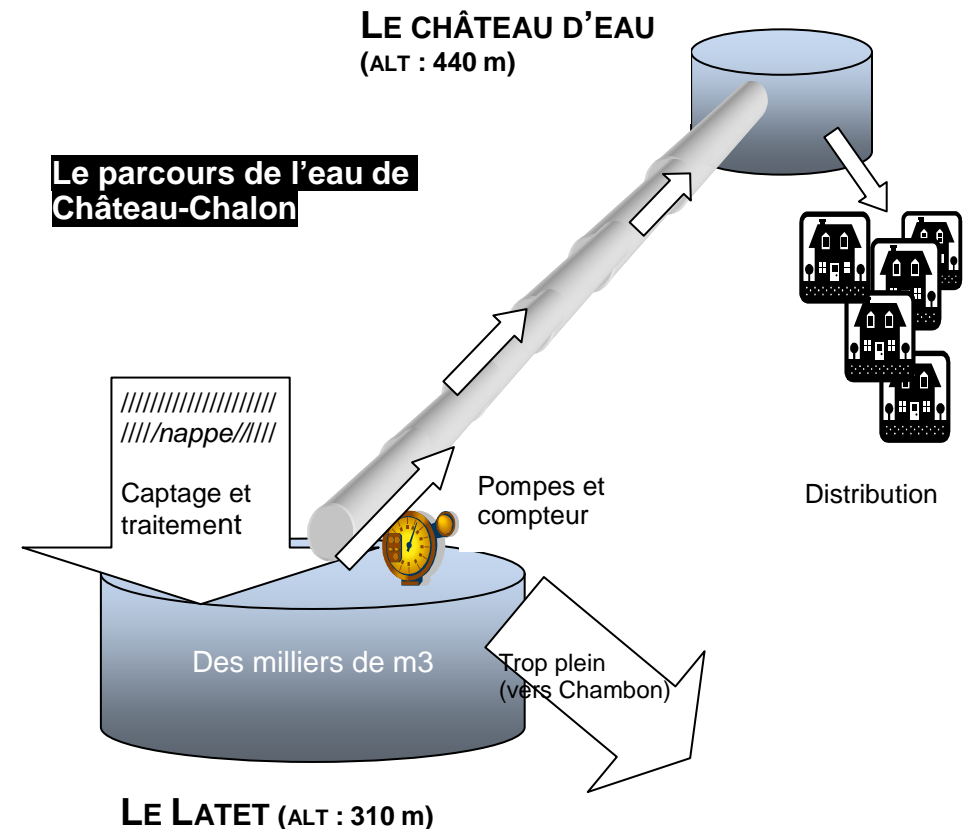 LE CHÂTEAU D'EAU
(ALT : 440 m)
Le parcours de l'eau de
Château-Chalon
/////////////////////
/////nappe//////
Captage et
traitement
Pompes et
compteur
Distribution
Des milliers de m3
Trop plein
(vers Chambon)
LE LATET (ALT : 310 m)